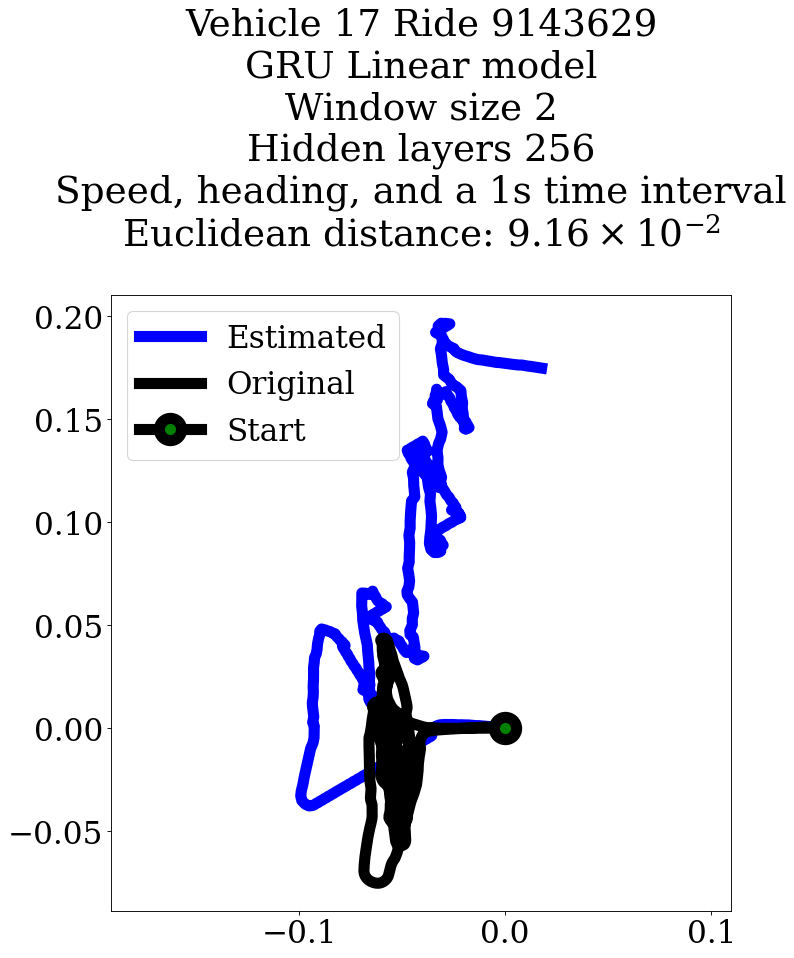 Vehicle 17 Ride 9143629
GRU Linear model
Window size 2
Hidden layers 256
Speed, heading, and a 1s time interval
Euclidean distance: 9.16 × 10⁻²
Estimated
Original
Start
0.20
0.15
0.10
0.05
0.00
−0.05
−0.1
0.0
0.1